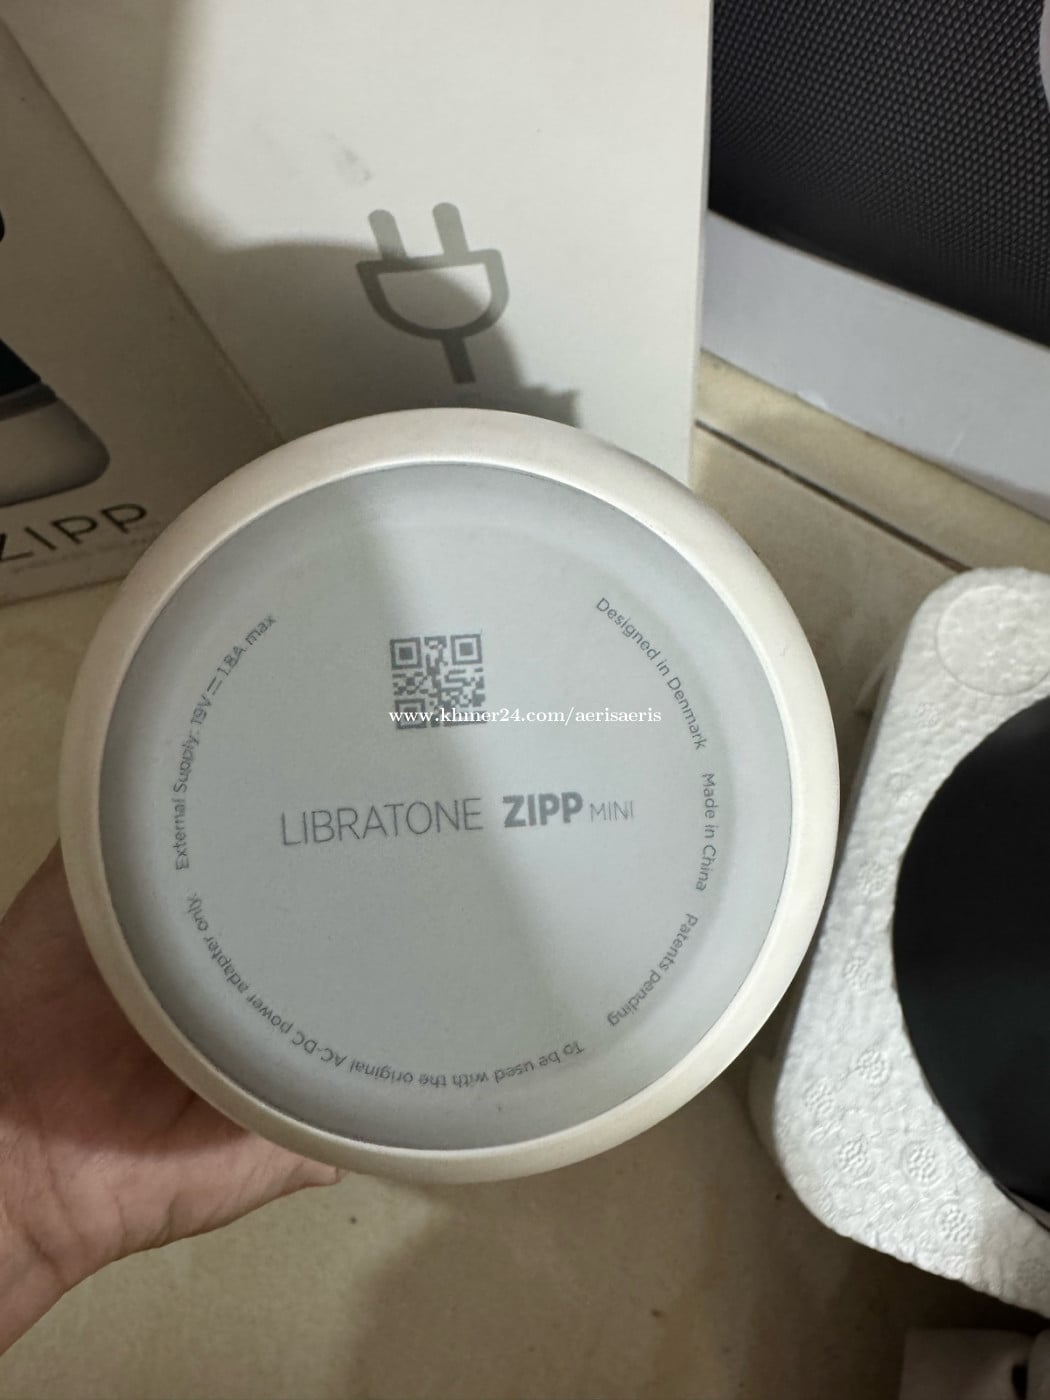 ZIPP
External Supply: 19V ⎓ 1.8A max
Designed in Denmark
www.khmer24.com/aerisaeris
LIBRATONE ZIPP MINI
Made in China
Patents pending
To be used with the original AC-DC power adapter only.